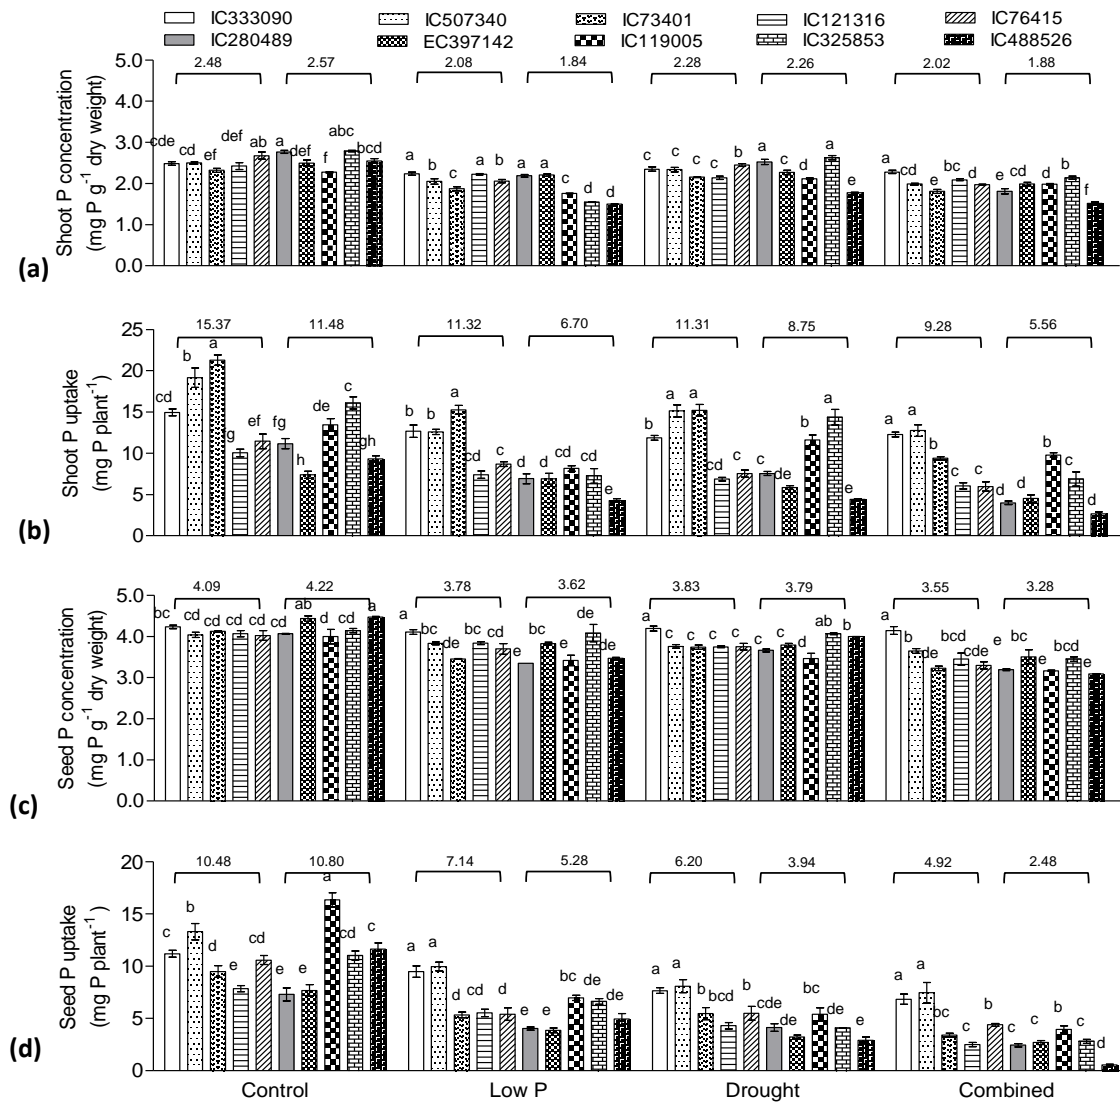 IC333090 IC507340 IC73401 IC121316 IC76415
IC280489 EC397142 IC119005 IC325853 IC488526
Shoot P concentration
(mg P g-1 dry weight)
5.0
4.0
3.0
2.0
1.0
0.0
2.48 2.57 2.08 1.84 2.28 2.26 2.02 1.88
cde cd ef def ab a def f abc bcd
a b c a b a a c d d
c c d d b b c d a e
a cd e bc d e cd d b f
(a)
Shoot P uptake
(mg P plant-1)
25
20
15
10
5
0
15.37 11.48 11.32 6.70 11.31 8.75 9.28 5.56
cd b a fg ef fg h de c gh
b b a cd c d d cd cd e
b a a cd c c de b a e
a a b c c d d b c d
(b)
Seed P concentration
(mg P g-1 dry weight)
5.0
4.0
3.0
2.0
1.0
0.0
4.09 4.22 3.78 3.62 3.83 3.79 3.55 3.28
bc cd cd cd cd cd ab d cd a
a bc de bc bc e bc e de de
a c c c c c c d ab b
a b de bcd cde e bc e bcd e
(c)
Seed P uptake
(mg P plant-1)
20
15
10
5
0
10.48 10.80 7.14 5.28 6.20 3.94 4.92 2.48
c b d e cd e e a cd c
a a d cd d e e bc de de
a a b bcd b cde de bc de e
a a bc c b c c b c d
(d)
Control Low P Drought Combined